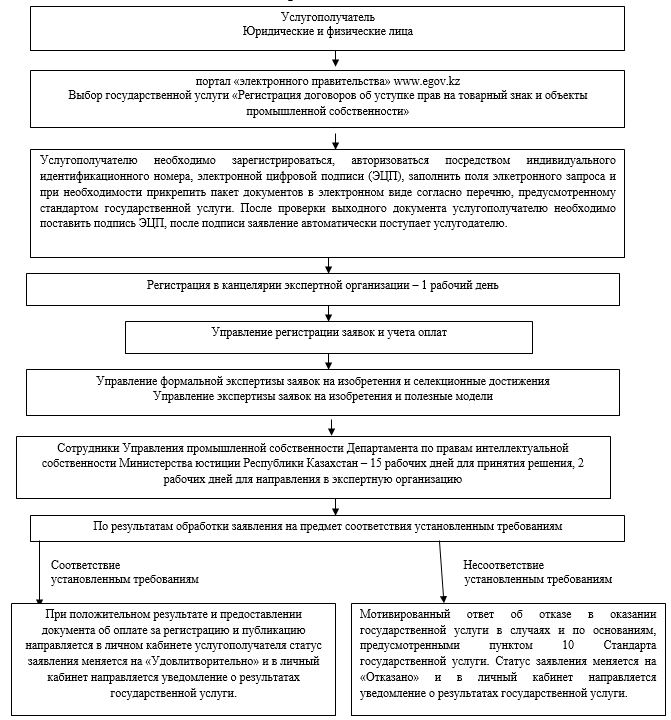 Услугополучатель
Юридические и физические лица
портал «электронного правительства» www.egov.kz
Выбор государственной услуги «Регистрация договоров об уступке прав на товарный знак и объекты
промышленной собственности»
Услугополучателю необходимо зарегистрироваться, авторизоваться посредством индивидуального
идентификационного номера, электронной цифровой подписи (ЭЦП), заполнить поля элкетронного запроса и
при необходимости прикрепить пакет документов в электронном виде согласно перечню, предусмотренному
стандартом государственной услуги. После проверки выходного документа услугополучателю необходимо
поставить подпись ЭЦП, после подписи заявление автоматически поступает услугодателю.
Регистрация в канцелярии экспертной организации – 1 рабочий день
Управление регистрации заявок и учета оплат
Управление формальной экспертизы заявок на изобретения и селекционные достижения
Управление экспертизы заявок на изобретения и полезные модели
Сотрудники Управления промышленной собственности Департамента по правам интеллектуальной
собственности Министерства юстиции Республики Казахстан – 15 рабочих дней для принятия решения, 2
рабочих дней для направления в экспертную организацию
По результатам обработки заявления на предмет соответствия установленным требованиям
Соответствие
установленным требованиям
Несоответствие
установленным требованиям
При положительном результате и предоставлении
документа об оплате за регистрацию и публикацию
направляется в личном кабинете услугополучателя статус
заявления меняется на «Удовлитворительно» и в личный
кабинет направляется уведомление о результатах
государственной услуги.
Мотивированный ответ об отказе в оказании
государственной услуги в случаях и по основаниям,
предусмотренными пунктом 10 Стандарта
государственной услуги. Статус заявления меняется на
«Отказано» и в личный кабинет направляется
уведомление о результатах государственной услуги.